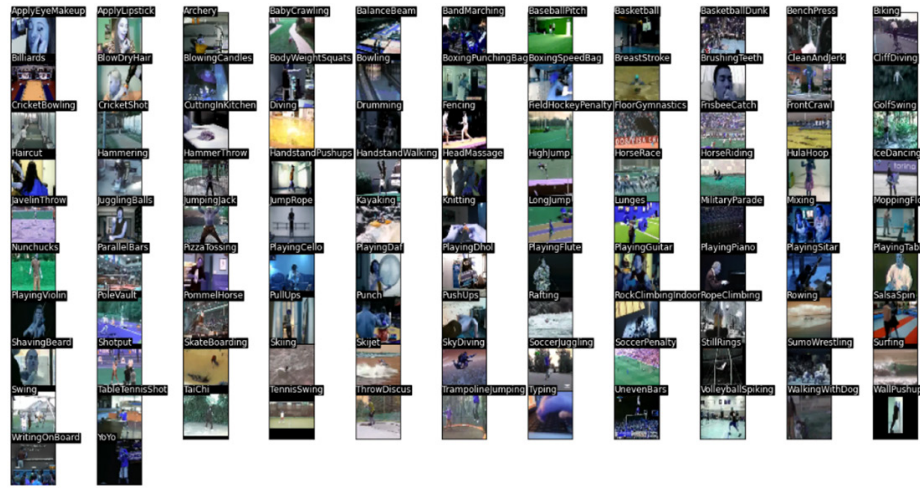 ApplyEyeMakeup ApplyLipstick Archery BabyCrawling BalanceBeam BandMarching BaseballPitch Basketball BasketballDunk BenchPress Biking
Billiards BlowDryHair BlowingCandles BodyWeightSquats Bowling BoxingPunchingBag BoxingSpeedBag BreastStroke BrushingTeeth CleanAndJerk CliffDiving
CricketBowling CricketShot CuttingInKitchen Diving Drumming Fencing FieldHockeyPenalty FloorGymnastics FrisbeeCatch FrontCrawl GolfSwing
Haircut Hammering HammerThrow HandstandPushups HandstandWalking HeadMassage HighJump HorseRace HorseRiding HulaHoop IceDancing
JavelinThrow JugglingBalls JumpingJack JumpRope Kayaking Knitting LongJump Lunges MilitaryParade Mixing MoppingFlo
Nunchucks ParallelBars PizzaTossing PlayingCello PlayingDaf PlayingDhol PlayingFlute PlayingGuitar PlayingPiano PlayingSitar PlayingTab
PlayingViolin PoleVault PommelHorse PullUps Punch PushUps Rafting RockClimbingIndoor RopeClimbing Rowing SalsaSpin
ShavingBeard Shotput SkateBoarding Skiing Skijet SkyDiving SoccerJuggling SoccerPenalty StillRings SumoWrestling Surfing
Swing TableTennisShot TaiChi TennisSwing ThrowDiscus TrampolineJumping Typing UnevenBars VolleyballSpiking WalkingWithDog WallPushup
WritingOnBoard YoYo